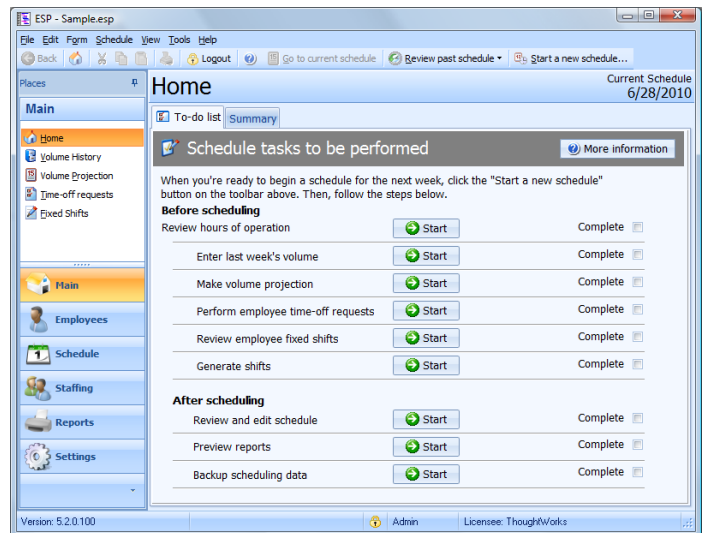 ESP - Sample.esp
File Edit Form Schedule View Tools Help
Back Logout Go to current schedule Review past schedule Start a new schedule...
Places
Home
Current Schedule
6/28/2010
Main
Home
Volume History
Volume Projection
Time-off requests
Fixed Shifts
Main
Employees
Schedule
Staffing
Reports
Settings
To-do list Summary
Schedule tasks to be performed
More information
When you're ready to begin a schedule for the next week, click the "Start a new schedule"
button on the toolbar above. Then, follow the steps below.
Before scheduling
Review hours of operation Start Complete
Enter last week's volume Start Complete
Make volume projection Start Complete
Perform employee time-off requests Start Complete
Review employee fixed shifts Start Complete
Generate shifts Start Complete
After scheduling
Review and edit schedule Start Complete
Preview reports Start Complete
Backup scheduling data Start Complete
Version: 5.2.0.100 Admin Licensee: ThoughtWorks